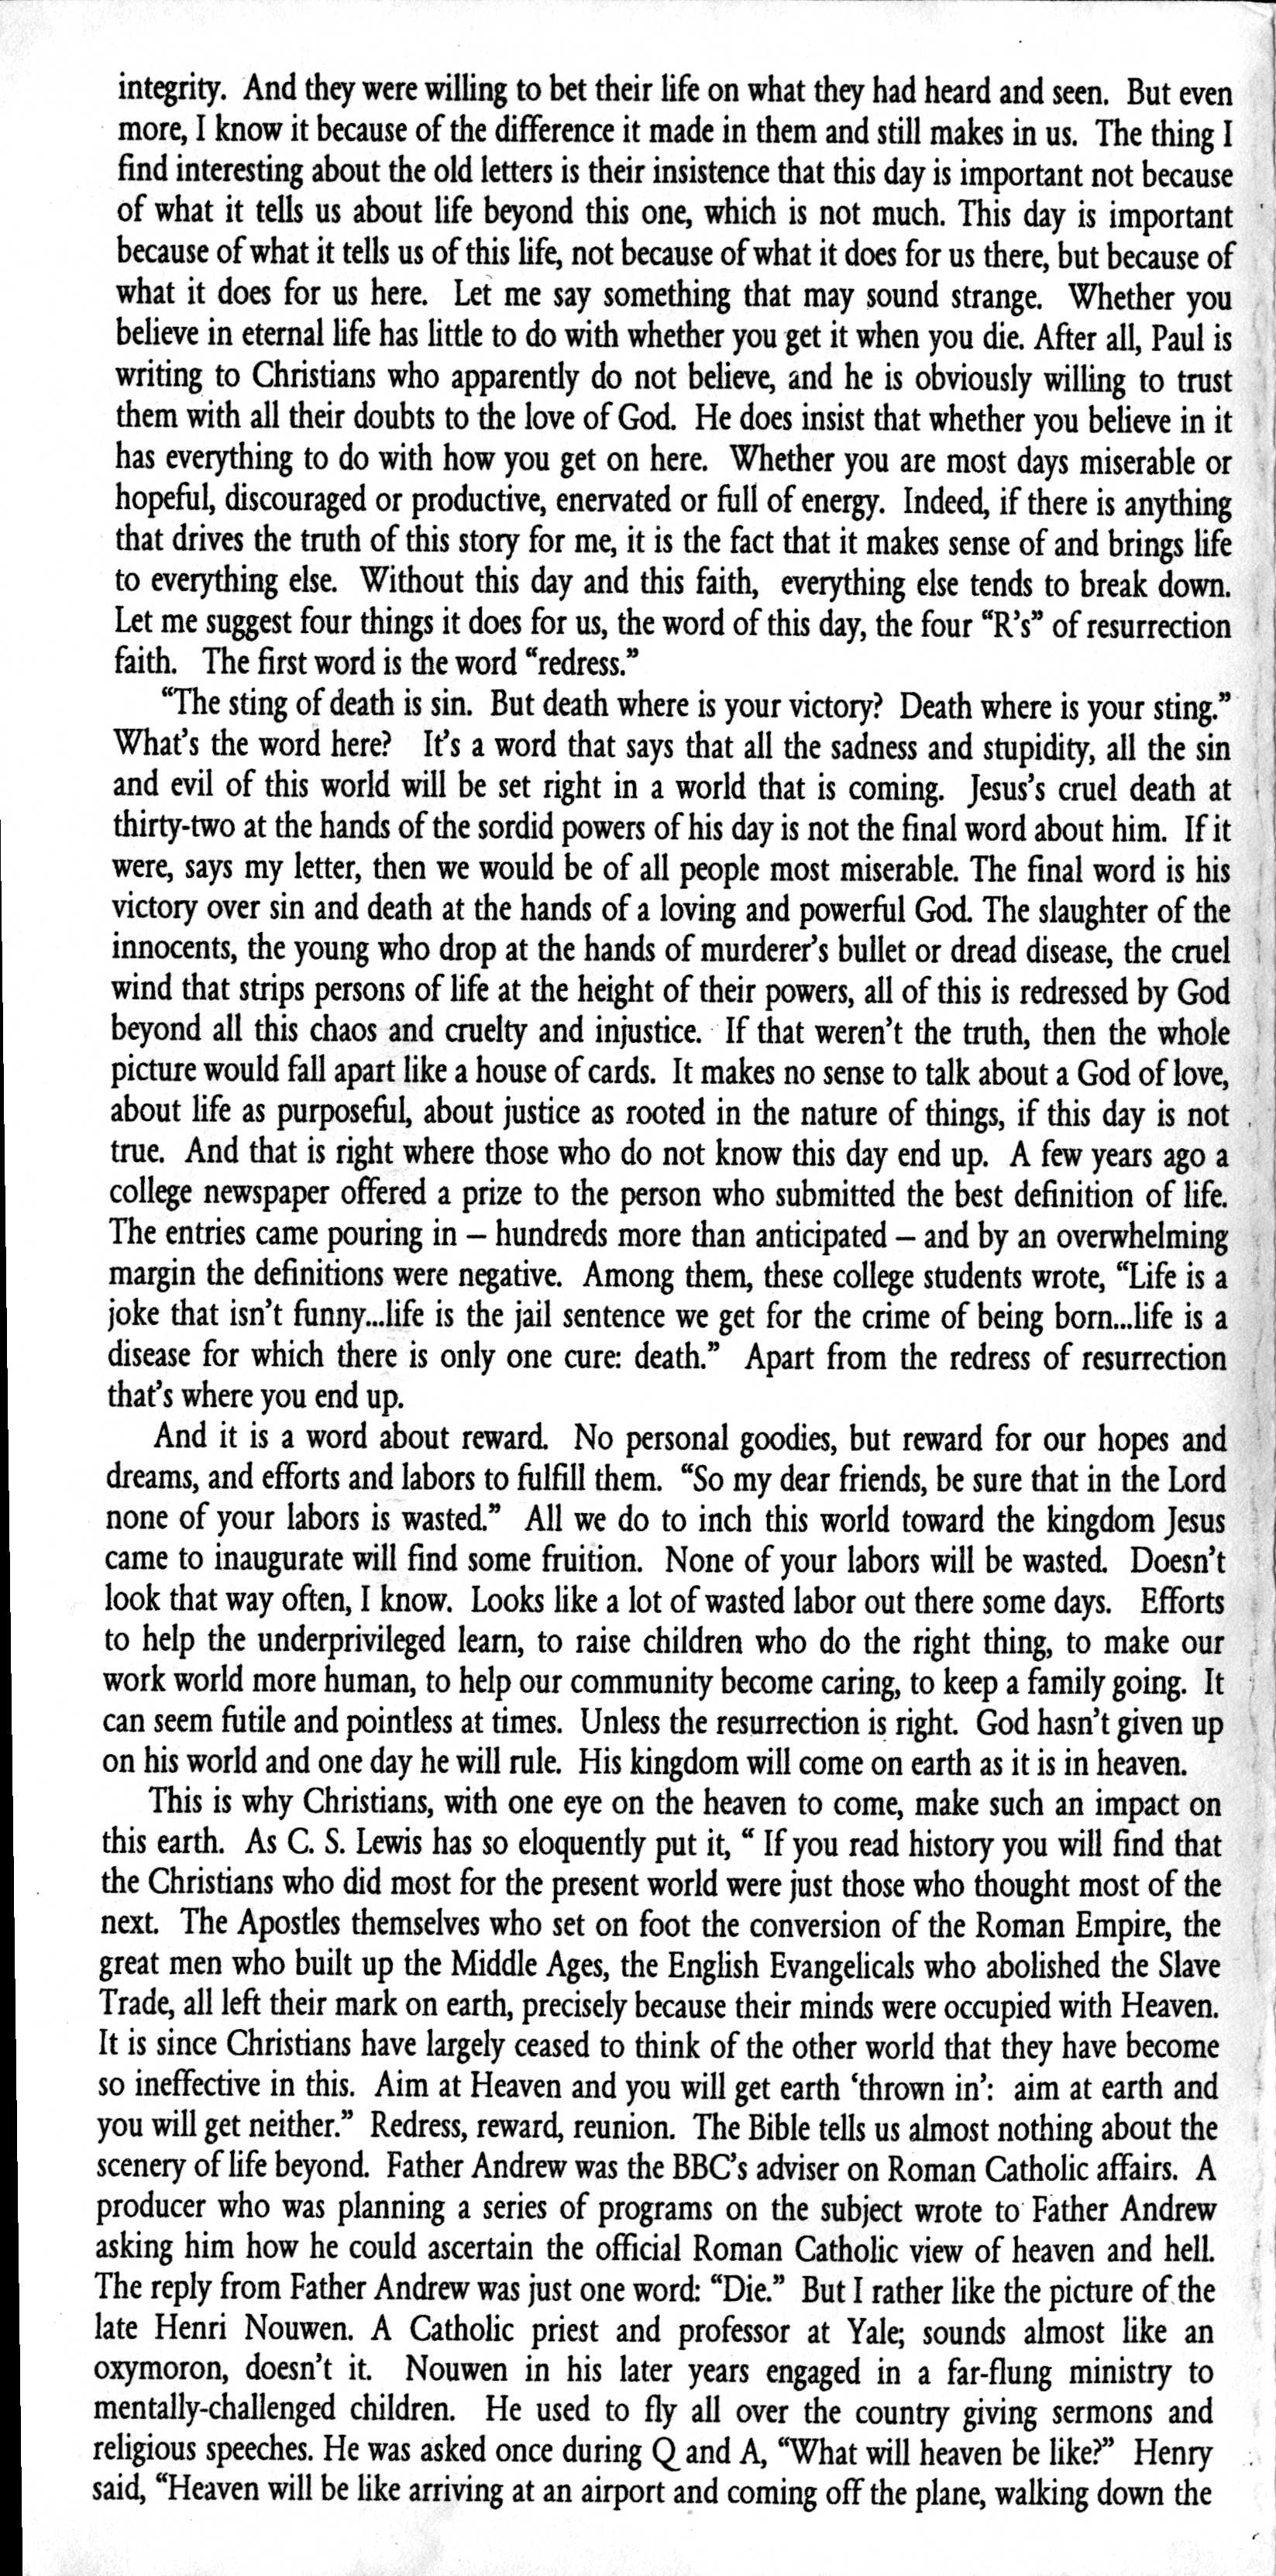 integrity. And they were willing to bet their life on what they had heard and seen. But even
more, I know it because of the difference it made in them and still makes in us. The thing I
find interesting about the old letters is their insistence that this day is important not because
of what it tells us about life beyond this one, which is not much. This day is important
because of what it tells us of this life, not because of what it does for us there, but because of
what it does for us here. Let me say something that may sound strange. Whether you
believe in eternal life has little to do with whether you get it when you die. After all, Paul is
writing to Christians who apparently do not believe, and he is obviously willing to trust
them with all their doubts to the love of God. He does insist that whether you believe in it
has everything to do with how you get on here. Whether you are most days miserable or
hopeful, discouraged or productive, enervated or full of energy. Indeed, if there is anything
that drives the truth of this story for me, it is the fact that it makes sense of and brings life
to everything else. Without this day and this faith, everything else tends to break down.
Let me suggest four things it does for us, the word of this day, the four “R’s” of resurrection
faith. The first word is the word “redress.”
“The sting of death is sin. But death where is your victory? Death where is your sting.”
What’s the word here? It’s a word that says that all the sadness and stupidity, all the sin
and evil of this world will be set right in a world that is coming. Jesus’s cruel death at
thirty-two at the hands of the sordid powers of his day is not the final word about him. If it
were, says my letter, then we would be of all people most miserable. The final word is his
victory over sin and death at the hands of a loving and powerful God. The slaughter of the
innocents, the young who drop at the hands of murderer’s bullet or dread disease, the cruel
wind that strips persons of life at the height of their powers, all of this is redressed by God
beyond all this chaos and cruelty and injustice. If that weren’t the truth, then the whole
picture would fall apart like a house of cards. It makes no sense to talk about a God of love,
about life as purposeful, about justice as rooted in the nature of things, if this day is not
true. And that is right where those who do not know this day end up. A few years ago a
college newspaper offered a prize to the person who submitted the best definition of life.
The entries came pouring in – hundreds more than anticipated – and by an overwhelming
margin the definitions were negative. Among them, these college students wrote, “Life is a
joke that isn’t funny...life is the jail sentence we get for the crime of being born...life is a
disease for which there is only one cure: death.” Apart from the redress of resurrection
that’s where you end up.
And it is a word about reward. No personal goodies, but reward for our hopes and
dreams, and efforts and labors to fulfill them. “So my dear friends, be sure that in the Lord
none of your labors is wasted.” All we do to inch this world toward the kingdom Jesus
came to inaugurate will find some fruition. None of your labors will be wasted. Doesn’t
look that way often, I know. Looks like a lot of wasted labor out there some days. Efforts
to help the underprivileged learn, to raise children who do the right thing, to make our
work world more human, to help our community become caring, to keep a family going. It
can seem futile and pointless at times. Unless the resurrection is right. God hasn’t given up
on his world and one day he will rule. His kingdom will come on earth as it is in heaven.
This is why Christians, with one eye on the heaven to come, make such an impact on
this earth. As C. S. Lewis has so eloquently put it, “ If you read history you will find that
the Christians who did most for the present world were just those who thought most of the
next. The Apostles themselves who set on foot the conversion of the Roman Empire, the
great men who built up the Middle Ages, the English Evangelicals who abolished the Slave
Trade, all left their mark on earth, precisely because their minds were occupied with Heaven.
It is since Christians have largely ceased to think of the other world that they have become
so ineffective in this. Aim at Heaven and you will get earth ‘thrown in’: aim at earth and
you will get neither.” Redress, reward, reunion. The Bible tells us almost nothing about the
scenery of life beyond. Father Andrew was the BBC’s adviser on Roman Catholic affairs. A
producer who was planning a series of programs on the subject wrote to Father Andrew
asking him how he could ascertain the official Roman Catholic view of heaven and hell.
The reply from Father Andrew was just one word: “Die.” But I rather like the picture of the
late Henri Nouwen. A Catholic priest and professor at Yale; sounds almost like an
oxymoron, doesn’t it. Nouwen in his later years engaged in a far-flung ministry to
mentally-challenged children. He used to fly all over the country giving sermons and
religious speeches. He was asked once during Q and A, “What will heaven be like?” Henry
said, “Heaven will be like arriving at an airport and coming off the plane, walking down the